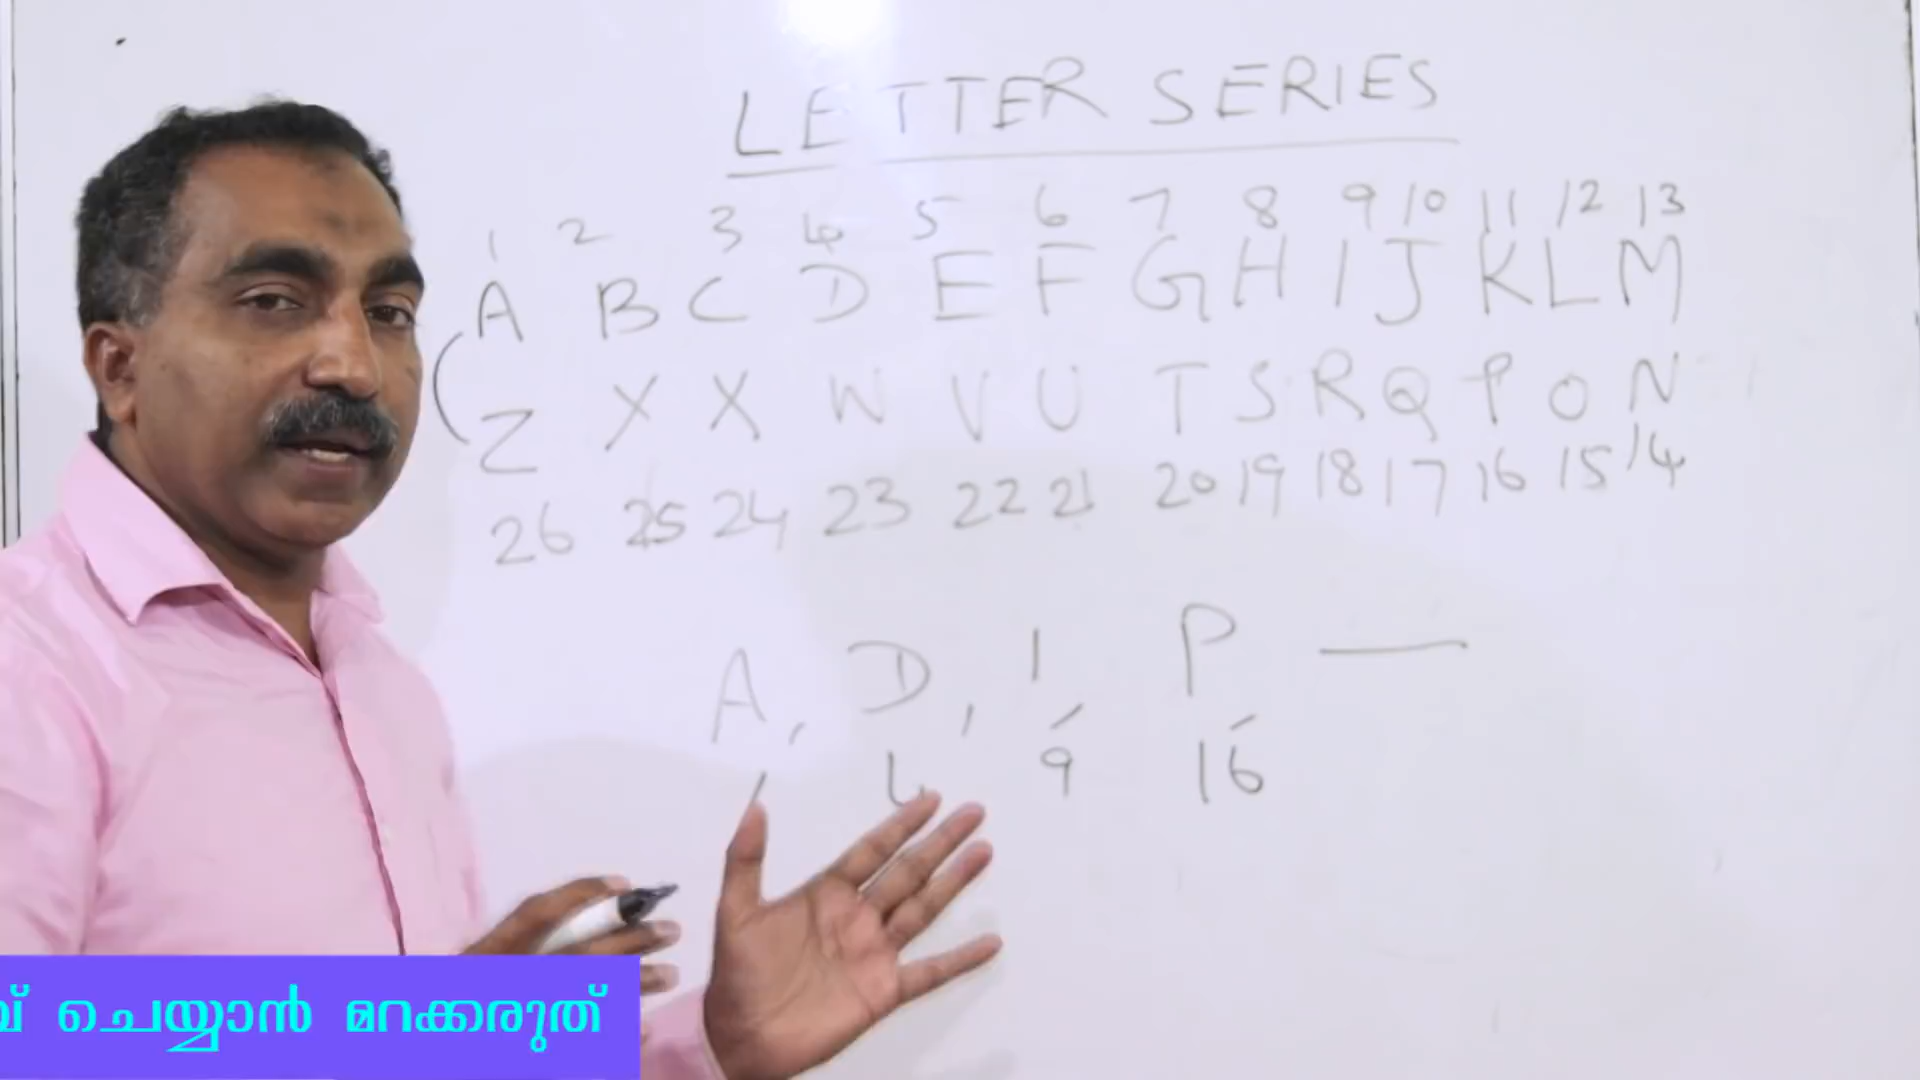 LETTER SERIES
1 2 3 4 5 6 7 8 9 10 11 12 13
A B C D E F G H I J K L M
Z X X W V U T S R Q P O N
26 25 24 23 22 21 20 19 18 17 16 15 14
A, D, I, P
1 4 9 16
ചെയ്യാൻ മറക്കരുത്